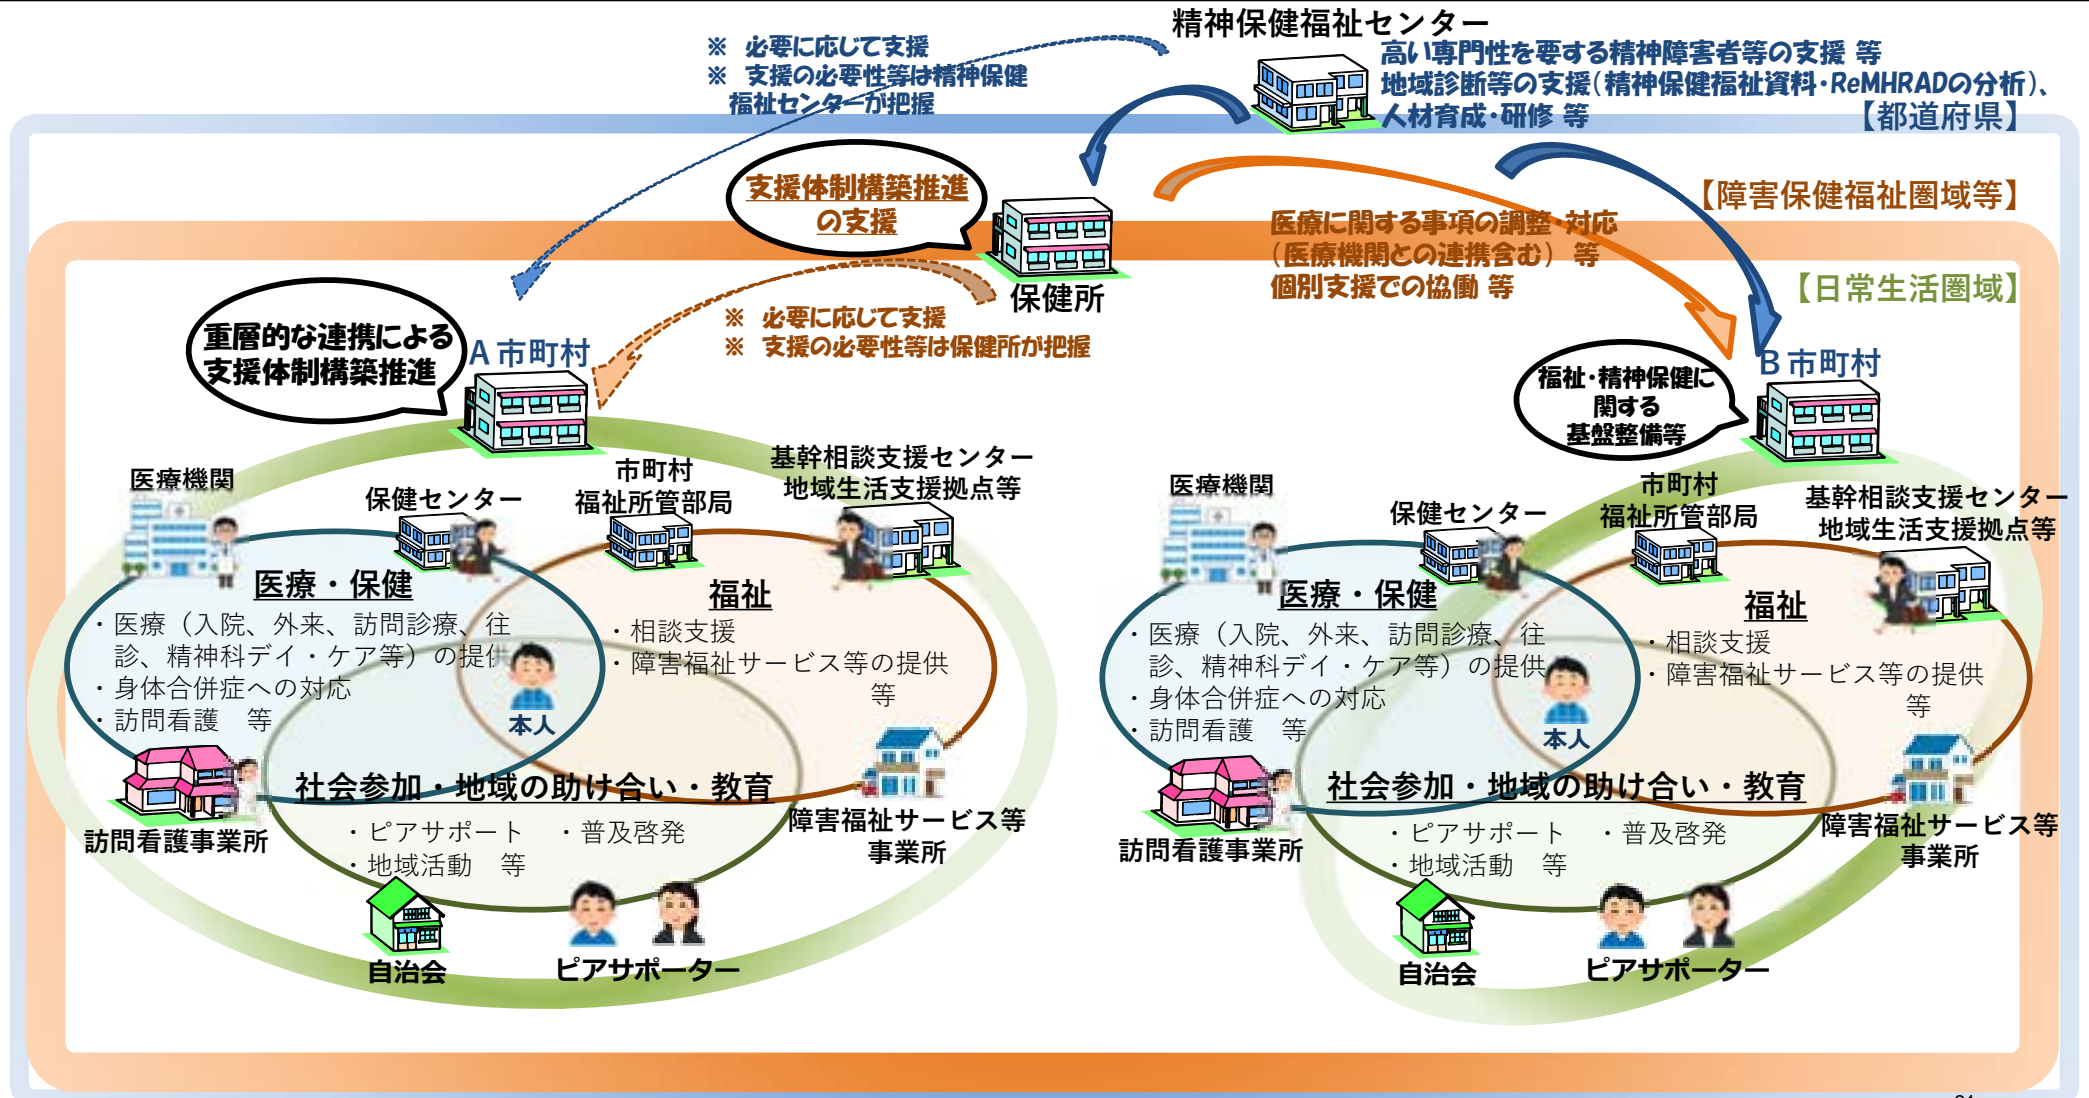 精神保健福祉センター
※ 必要に応じて支援
※ 支援の必要性等は精神保健
福祉センターが把握
高い専門性を要する精神障害者等の支援 等
地域診断等の支援(精神保健福祉資料・ReMHRADの分析)、
人材育成・研修 等
【都道府県】
支援体制構築推進
の支援
【障害保健福祉圏域等】
医療に関する事項の調整・対応
(医療機関との連携含む) 等
個別支援での協働 等
保健所
【日常生活圏域】
※ 必要に応じて支援
※ 支援の必要性等は保健所が把握
重層的な連携による
支援体制構築推進
A市町村
福祉・精神保健に
関する
基盤整備等
B市町村
医療機関
保健センター
市町村
福祉所管部局
基幹相談支援センター
地域生活支援拠点等
医療・保健
・医療(入院、外来、訪問診療、往
診、精神科デイ・ケア等)の提供
・身体合併症への対応
・訪問看護 等
福祉
・相談支援
・障害福祉サービス等の提供
等
本人
社会参加・地域の助け合い・教育
・ピアサポート ・普及啓発
・地域活動 等
訪問看護事業所
障害福祉サービス等
事業所
自治会
ピアサポーター
医療機関
保健センター
市町村
福祉所管部局
基幹相談支援センター
地域生活支援拠点等
医療・保健
・医療(入院、外来、訪問診療、往
診、精神科デイ・ケア等)の提供
・身体合併症への対応
・訪問看護 等
福祉
・相談支援
・障害福祉サービス等の提供
等
本人
社会参加・地域の助け合い・教育
・ピアサポート ・普及啓発
・地域活動 等
訪問看護事業所
障害福祉サービス等
事業所
自治会
ピアサポーター